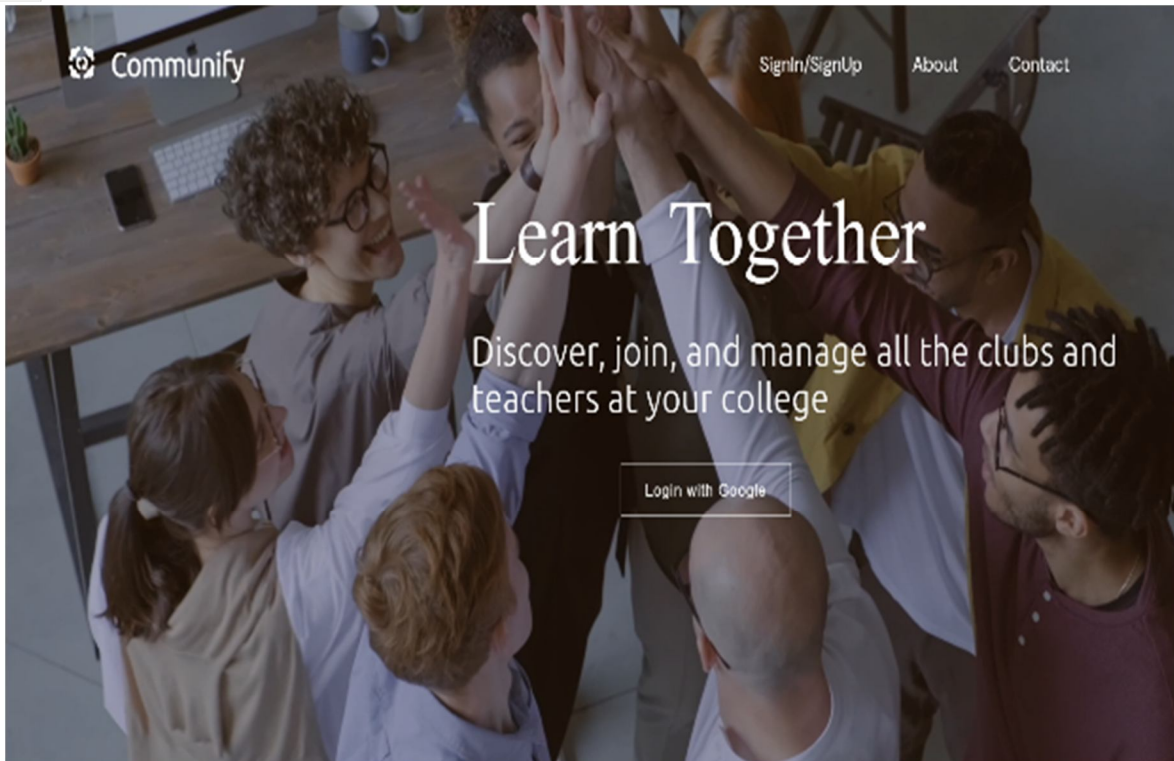 Communify
SignIn/SignUp About Contact
Learn Together
Discover, join, and manage all the clubs and
teachers at your college
Login with Google